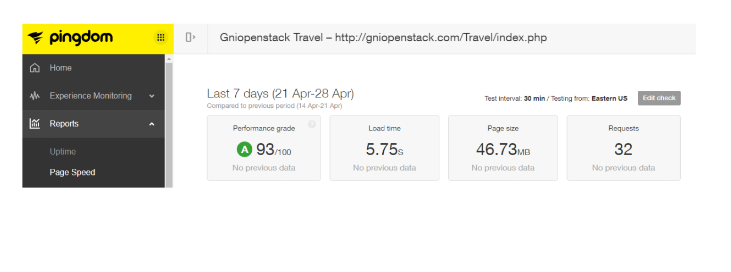 pingdom
Gniopenstack Travel – http://gniopenstack.com/Travel/index.php
Home
Experience Monitoring
Reports
Uptime
Page Speed
Last 7 days (21 Apr-28 Apr)
Compared to previous period (14 Apr-21 Apr)
Test interval: 30 min / Testing from: Eastern US
Edit check
Performance grade
?
A 93/100
No previous data
Load time
5.75S
No previous data
Page size
46.73MB
No previous data
Requests
32
No previous data